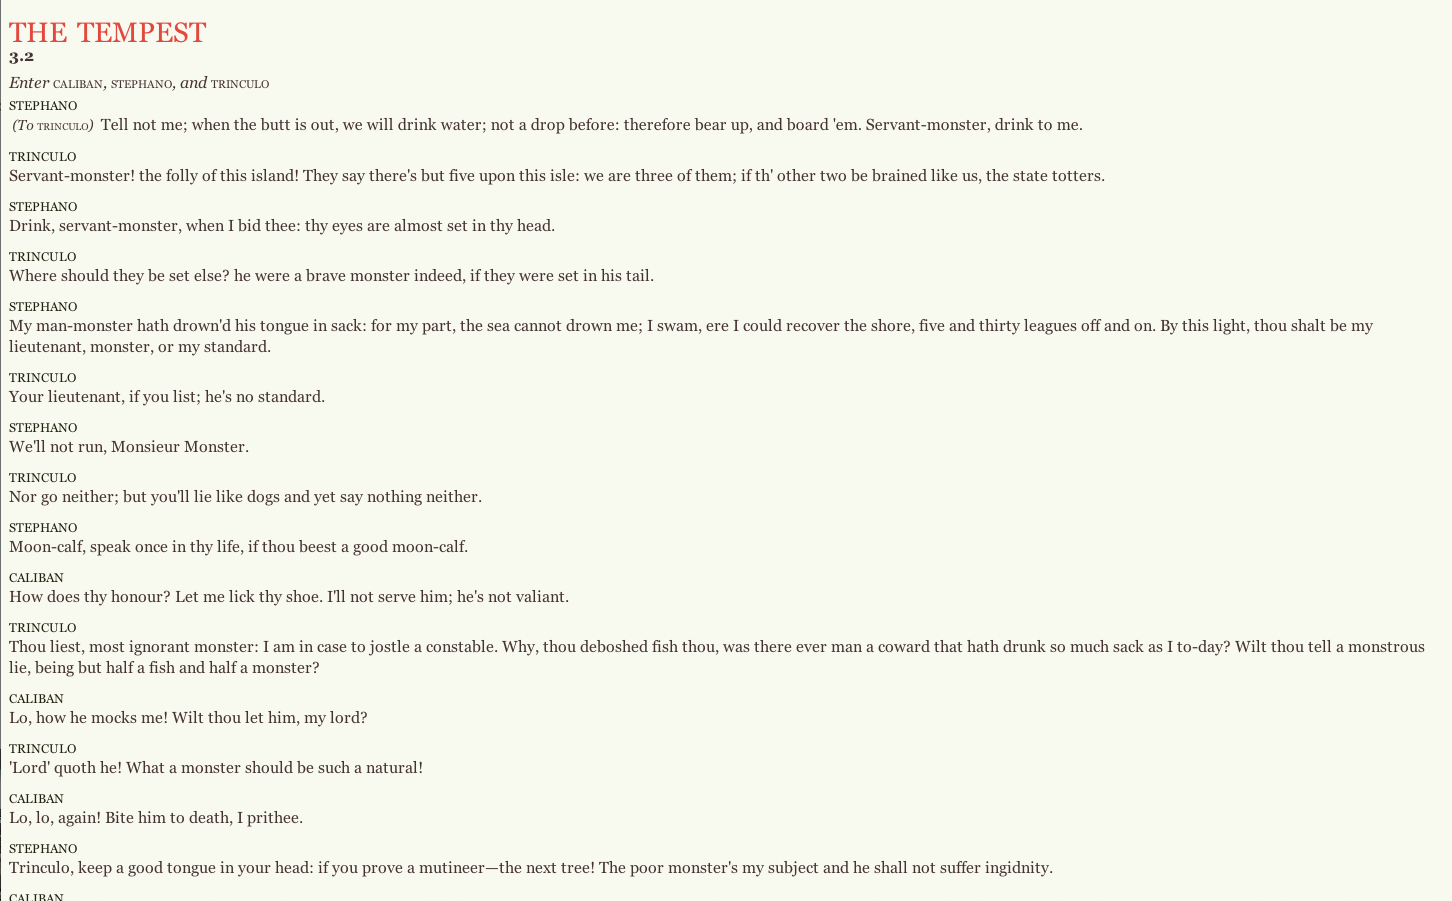 THE TEMPEST
3.2
Enter CALIBAN, STEPHANO, and TRINCULO
STEPHANO
(To TRINCULO) Tell not me; when the butt is out, we will drink water; not a drop before: therefore bear up, and board 'em. Servant-monster, drink to me.
TRINCULO
Servant-monster! the folly of this island! They say there's but five upon this isle: we are three of them; if th' other two be brained like us, the state totters.
STEPHANO
Drink, servant-monster, when I bid thee: thy eyes are almost set in thy head.
TRINCULO
Where should they be set else? he were a brave monster indeed, if they were set in his tail.
STEPHANO
My man-monster hath drown'd his tongue in sack: for my part, the sea cannot drown me; I swam, ere I could recover the shore, five and thirty leagues off and on. By this light, thou shalt be my
lieutenant, monster, or my standard.
TRINCULO
Your lieutenant, if you list; he's no standard.
STEPHANO
We'll not run, Monsieur Monster.
TRINCULO
Nor go neither; but you'll lie like dogs and yet say nothing neither.
STEPHANO
Moon-calf, speak once in thy life, if thou beest a good moon-calf.
CALIBAN
How does thy honour? Let me lick thy shoe. I'll not serve him; he's not valiant.
TRINCULO
Thou liest, most ignorant monster: I am in case to jostle a constable. Why, thou deboshed fish thou, was there ever man a coward that hath drunk so much sack as I to-day? Wilt thou tell a monstrous
lie, being but half a fish and half a monster?
CALIBAN
Lo, how he mocks me! Wilt thou let him, my lord?
TRINCULO
'Lord' quoth he! What a monster should be such a natural!
CALIBAN
Lo, lo, again! Bite him to death, I prithee.
STEPHANO
Trinculo, keep a good tongue in your head: if you prove a mutineer—the next tree! The poor monster's my subject and he shall not suffer ingidnity.
CALIBAN